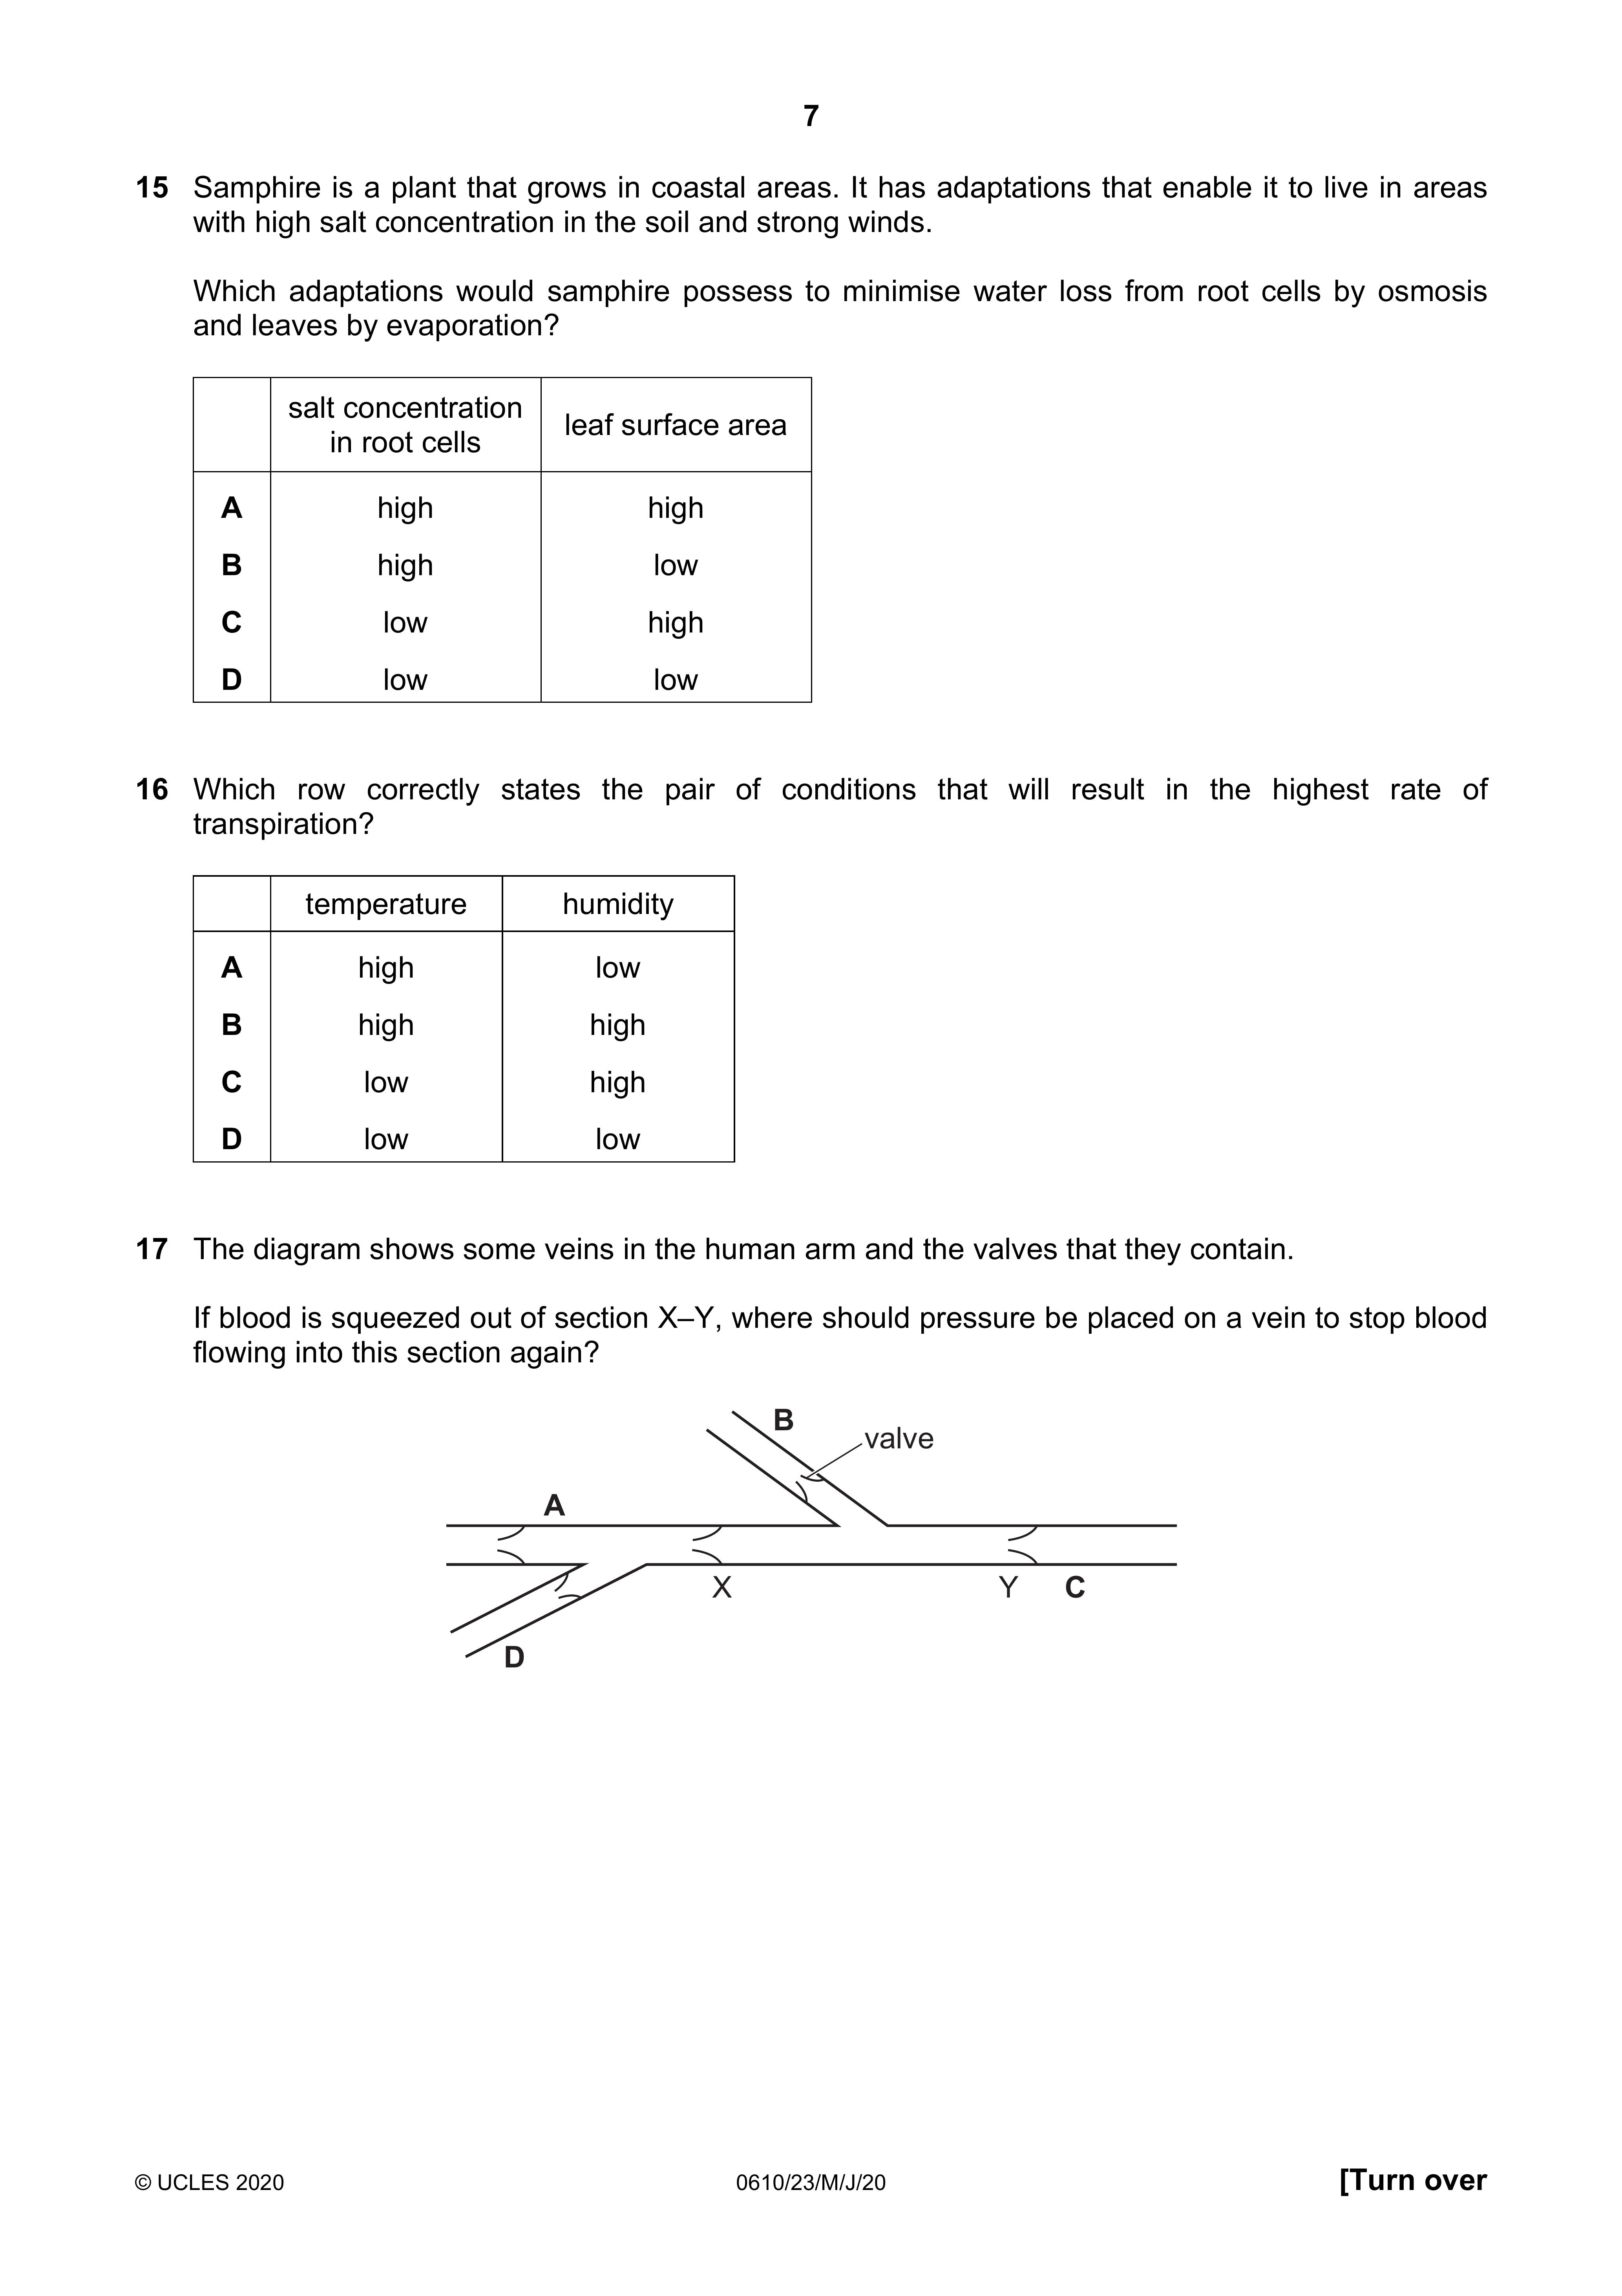 7
15 Samphire is a plant that grows in coastal areas. It has adaptations that enable it to live in areas
with high salt concentration in the soil and strong winds.
Which adaptations would samphire possess to minimise water loss from root cells by osmosis
and leaves by evaporation?
salt concentration
in root cells
leaf surface area
A high high
B high low
C low high
D low low
16 Which row correctly states the pair of conditions that will result in the highest rate of
transpiration?
temperature humidity
A high low
B high high
C low high
D low low
17 The diagram shows some veins in the human arm and the valves that they contain.
If blood is squeezed out of section X–Y, where should pressure be placed on a vein to stop blood
flowing into this section again?
B
valve
A
X Y C
D
© UCLES 2020 0610/23/M/J/20 [Turn over